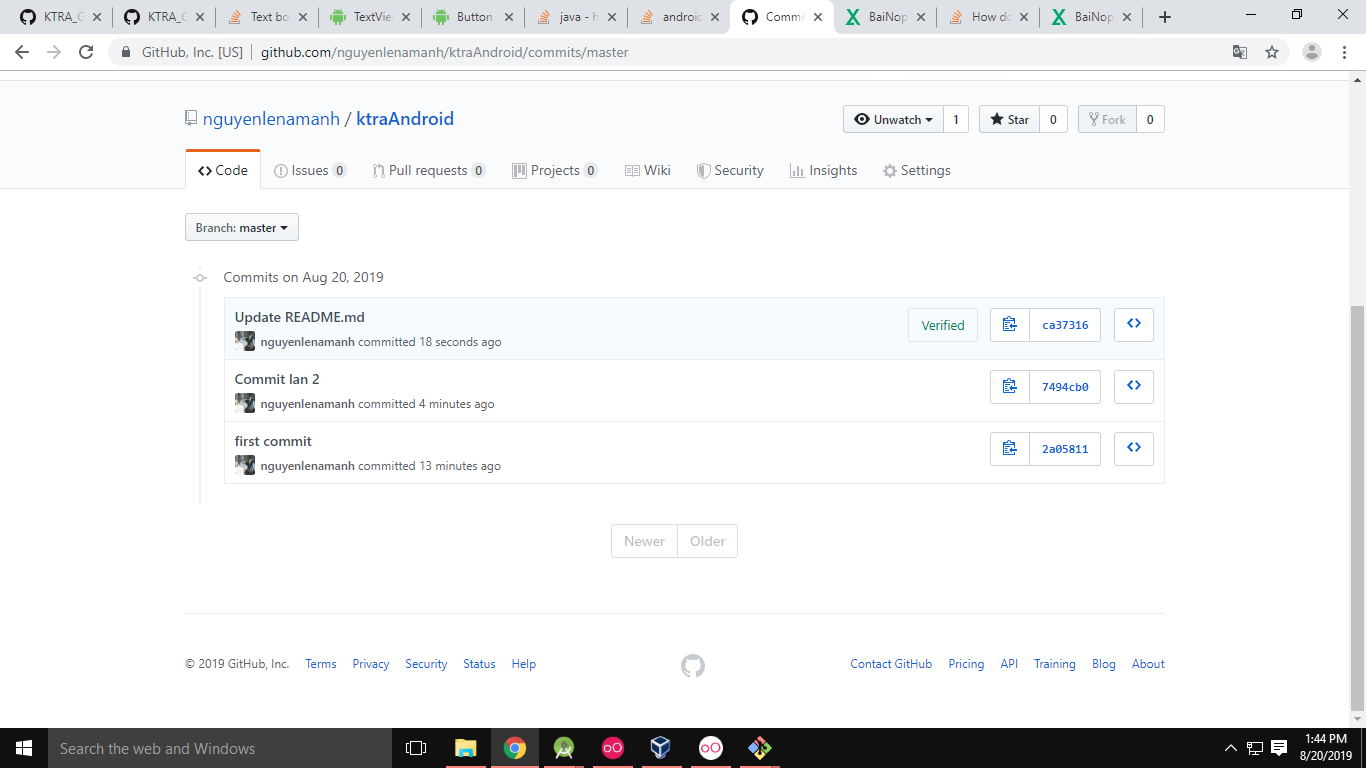 KTRA_G
KTRA_G
Text bo
TextVie
Button
java - h
android
Commi
BaiNop
How do
BaiNop
GitHub, Inc. [US] | github.com/nguyenlenamanh/ktraAndroid/commits/master
nguyenlenamanh / ktraAndroid
Unwatch 1
Star 0
Fork 0
Code
Issues 0
Pull requests 0
Projects 0
Wiki
Security
Insights
Settings
Branch: master
Commits on Aug 20, 2019
Update README.md
nguyenlenamanh committed 18 seconds ago
Verified
ca37316
Commit lan 2
nguyenlenamanh committed 4 minutes ago
7494cb0
first commit
nguyenlenamanh committed 13 minutes ago
2a05811
Newer Older
© 2019 GitHub, Inc. Terms Privacy Security Status Help
Contact GitHub Pricing API Training Blog About
Search the web and Windows
1:44 PM
8/20/2019